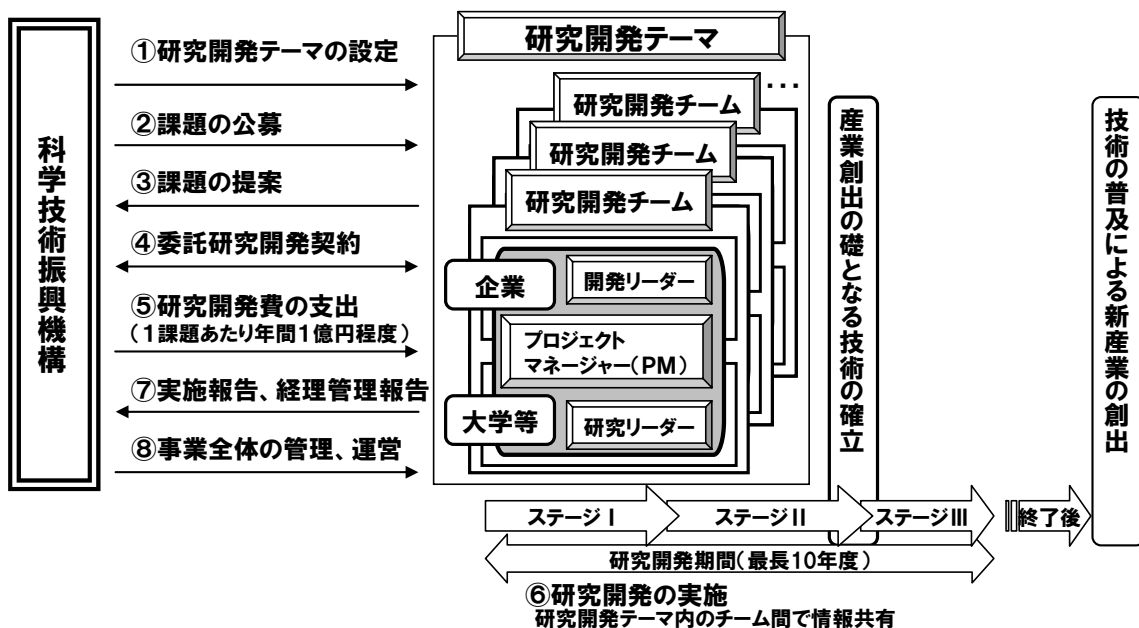 科学技術振興機構
①研究開発テーマの設定
②課題の公募
③課題の提案
④委託研究開発契約
⑤研究開発費の支出
(1課題あたり年間1億円程度)
⑦実施報告、経理管理報告
⑧事業全体の管理、運営
研究開発テーマ
...
研究開発チーム
研究開発チーム
研究開発チーム
企業
開発リーダー
プロジェクト
マネージャー(PM)
大学等
研究リーダー
産業創出の礎となる技術の確立
技術の普及による新産業の創出
ステージⅠ
ステージⅡ
ステージⅢ
終了後
研究開発期間(最長10年度)
⑥研究開発の実施
研究開発テーマ内のチーム間で情報共有